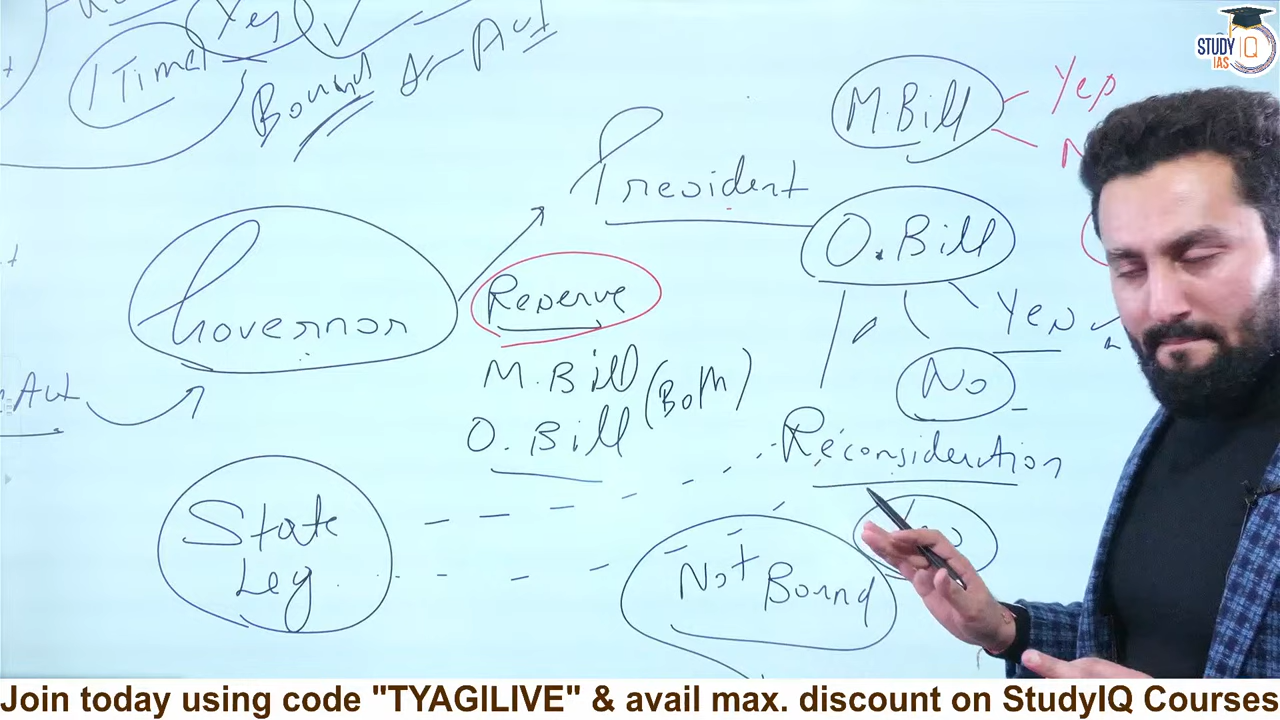 Yes
1 Time
Bound
Act
STUDY IQ
IAS
M.Bill
Yes
President
O.Bill
Governor
Reserve
Yes
M.Bill
O.Bill
(Both)
No
Act
Reconsideration
State
Leg
Not Bound
Join today using code "TYAGILIVE" & avail max. discount on StudyIQ Courses